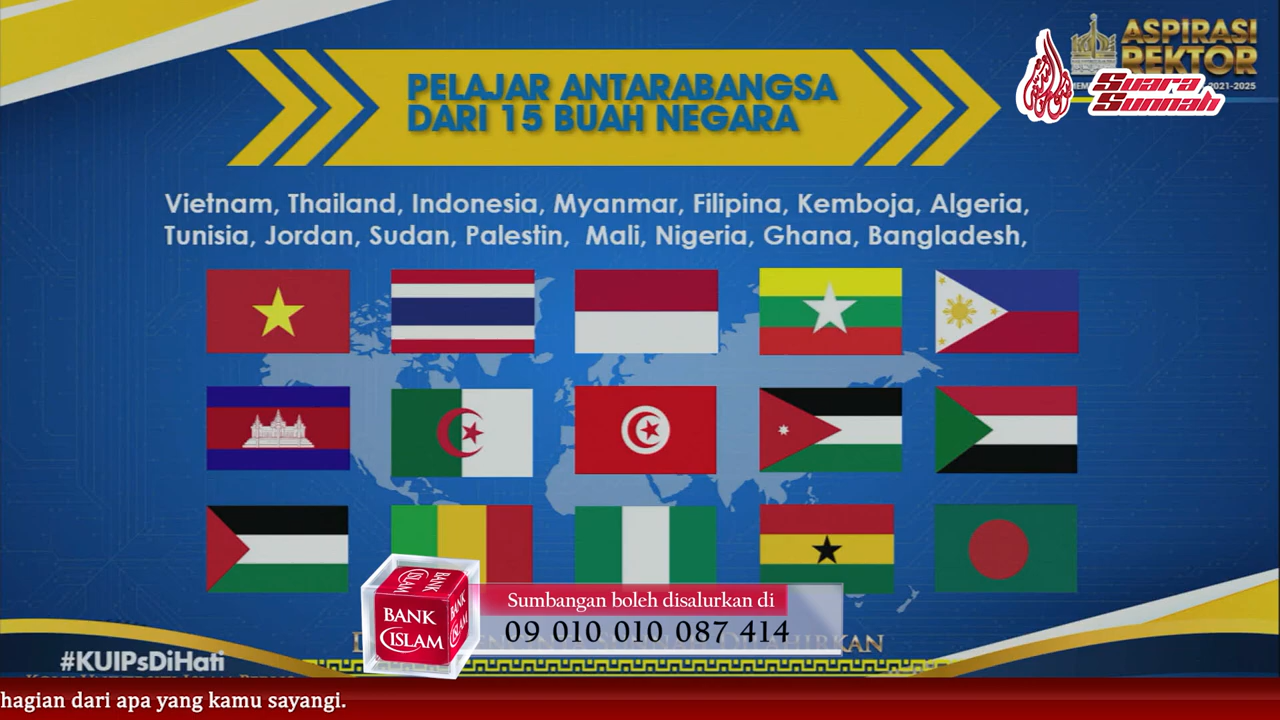 ASPIRASI
REKTOR
2021-2025
Suara
Sunnah
PELAJAR ANTARABANGSA
DARI 15 BUAH NEGARA
Vietnam, Thailand, Indonesia, Myanmar, Filipina, Kemboja, Algeria,
Tunisia, Jordan, Sudan, Palestin, Mali, Nigeria, Ghana, Bangladesh,
BANK ISLAM
BANK
ISLAM
Sumbangan boleh disalurkan di
09 010 010 087 414
#KUIPsDiHati
hagian dari apa yang kamu sayangi.